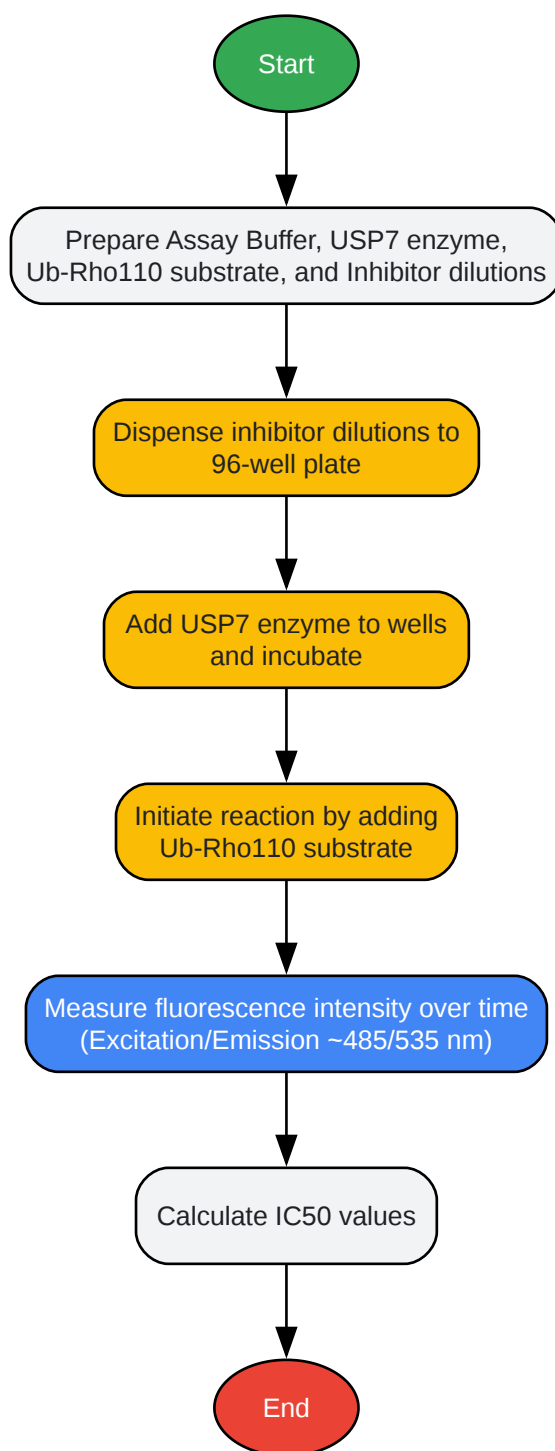 Start
Prepare Assay Buffer, USP7 enzyme,
Ub-Rho110 substrate, and Inhibitor dilutions
Dispense inhibitor dilutions to
96-well plate
Add USP7 enzyme to wells
and incubate
Initiate reaction by adding
Ub-Rho110 substrate
Measure fluorescence intensity over time
(Excitation/Emission ~485/535 nm)
Calculate IC50 values
End